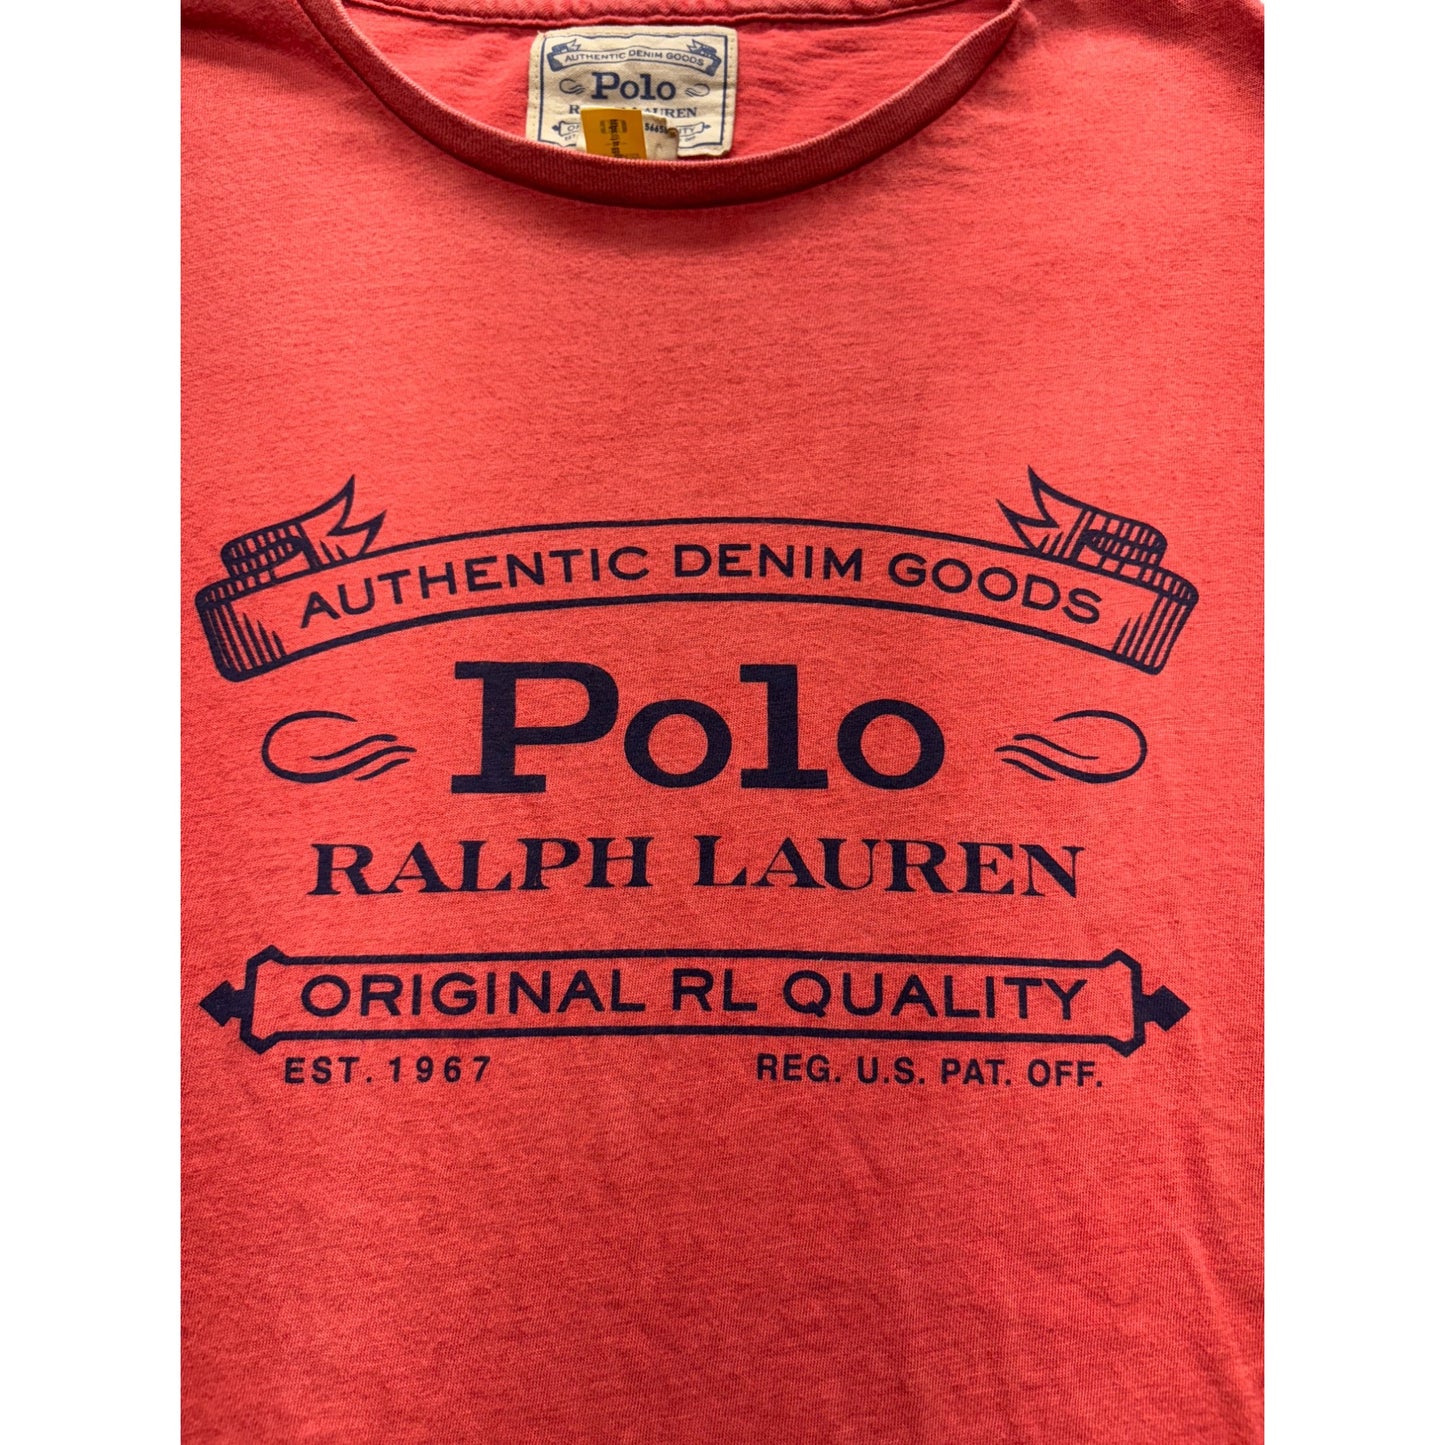 AUTHENTIC DENIM GOODS
Polo
AUTHENTIC DENIM GOODS
Polo
RALPH LAUREN
ORIGINAL RL QUALITY
EST. 1967 REG. U.S. PAT. OFF.